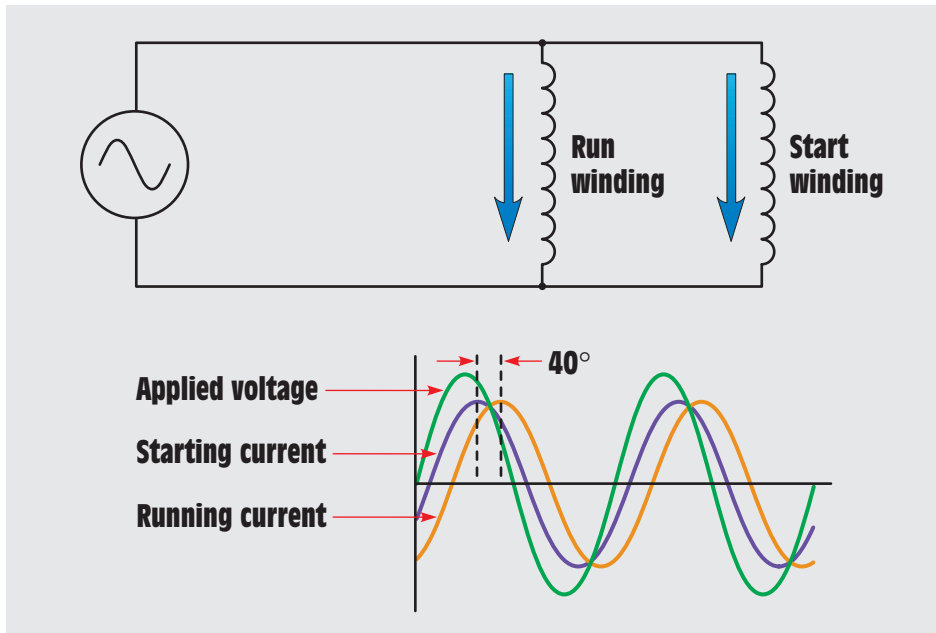 Run
winding
Start
winding
40°
Applied voltage
Starting current
Running current